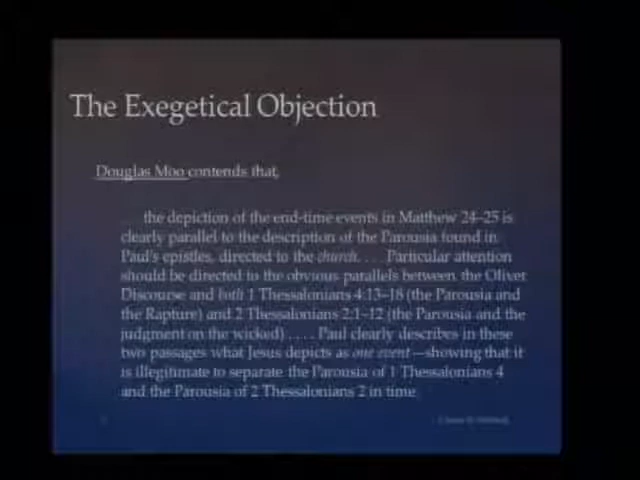 The Exegetical Objection
Douglas Moo contends that,
the depiction of the end-time events in Matthew 24–25 is
clearly parallel to the description of the Parousia found in
Paul's epistles, directed to the church. . . . Particular attention
should be directed to the obvious parallels between the Olivet
Discourse and both 1 Thessalonians 4:13–18 (the Parousia and
the Rapture) and 2 Thessalonians 2:1–12 (the Parousia and the
judgment on the wicked) . . . . Paul clearly describes in these
two passages what Jesus depicts as one event—showing that it
is illegitimate to separate the Parousia of 1 Thessalonians 4
and the Parousia of 2 Thessalonians 2 in time